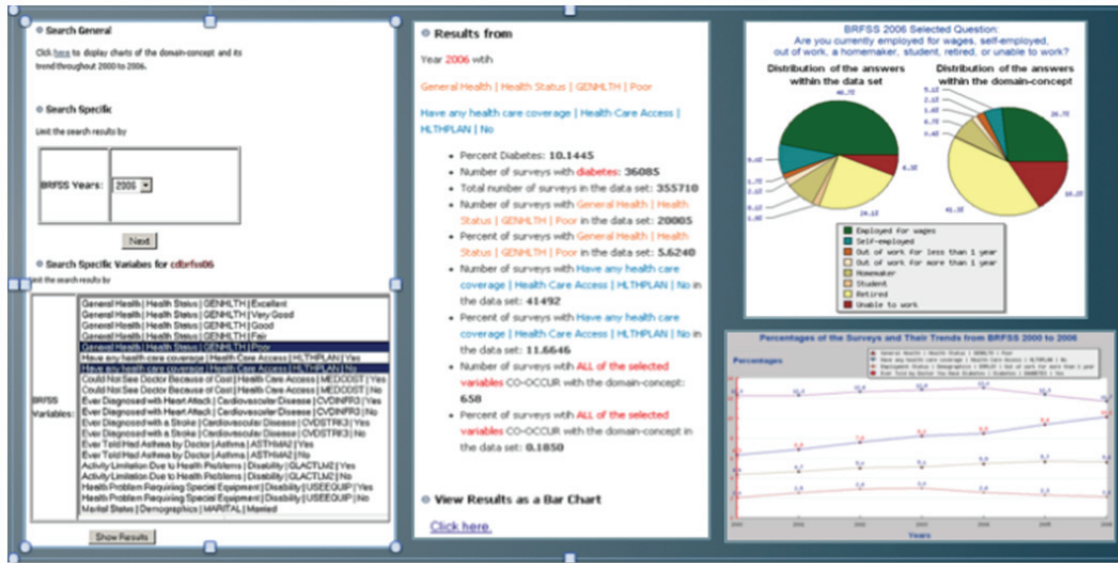 Search General
Click here to display charts of the domain-concept and its
trend throughout 2000 to 2006.
Search Specific
Limit the search results by
BRFSS Years:
2006
Next
Search Specific Variables for cdbrfss06
Limit the search results by
BRFSS
Variables:
General Health | Health Status | GENHLTH | Excellent
General Health | Health Status | GENHLTH | Very Good
General Health | Health Status | GENHLTH | Good
General Health | Health Status | GENHLTH | Fair
General Health | Health Status | GENHLTH | Poor
Have any health care coverage | Health Care Access | HLTHPLAN | Yes
Have any health care coverage | Health Care Access | HLTHPLAN | No
Could Not See Doctor Because of Cost | Health Care Access | MEDCOST | Yes
Could Not See Doctor Because of Cost | Health Care Access | MEDCOST | No
Ever Diagnosed with Heart Attack | Cardiovascular Disease | CVDINFR3 | Yes
Ever Diagnosed with Heart Attack | Cardiovascular Disease | CVDINFR3 | No
Ever Diagnosed with a Stroke | Cardiovascular Disease | CVDSTRK3 | Yes
Ever Diagnosed with a Stroke | Cardiovascular Disease | CVDSTRK3 | No
Ever Told Had Asthma by Doctor | Asthma | ASTHMA2 | Yes
Ever Told Had Asthma by Doctor | Asthma | ASTHMA2 | No
Activity Limitation Due to Health Problems | Disability | QLACTLM2 | Yes
Activity Limitation Due to Health Problems | Disability | QLACTLM2 | No
Health Problem Requiring Special Equipment | Disability | USEEQUIP | Yes
Health Problem Requiring Special Equipment | Disability | USEEQUIP | No
Marital Status | Demographics | MARITAL | Married
Show Results
Results from
Year 2006 wtih
General Health | Health Status | GENHLTH | Poor
Have any health care coverage | Health Care Access |
HLTHPLAN | No
Percent Diabetes: 10.1445
Number of surveys with diabetes: 36085
Total number of surveys in the data set: 355710
Number of surveys with General Health | Health
Status | GENHLTH | Poor in the data set: 20005
Percent of surveys with General Health | Health
Status | GENHLTH | Poor in the data set: 5.6240
Number of surveys with Have any health care
coverage | Health Care Access | HLTHPLAN | No in
the data set: 41492
Percent of surveys with Have any health care
coverage | Health Care Access | HLTHPLAN | No in
the data set: 11.6646
Number of surveys with ALL of the selected
variables CO-OCCUR with the domain-concept:
658
Percent of surveys with ALL of the selected
variables CO-OCCUR with the domain-concept in
the data set: 0.1850
View Results as a Bar Chart
Click here.
BRFSS 2006 Selected Question:
Are you currently employed for wages, self-employed,
out of work, a homemaker, student, retired, or unable to work?
Distribution of the answers
within the data set
Distribution of the answers
within the domain-concept
Employed for wages
Self-employed
Out of work for less than 1 year
Out of work for more than 1 year
Homemaker
Student
Retired
Unable to work
Percentages of the Surveys and Their Trends from BRFSS 2000 to 2006
Percentages
General Health | Health Status | GENHLTH | Poor
Have any health care coverage | Health Care Access | HLTHPLAN | No
Years